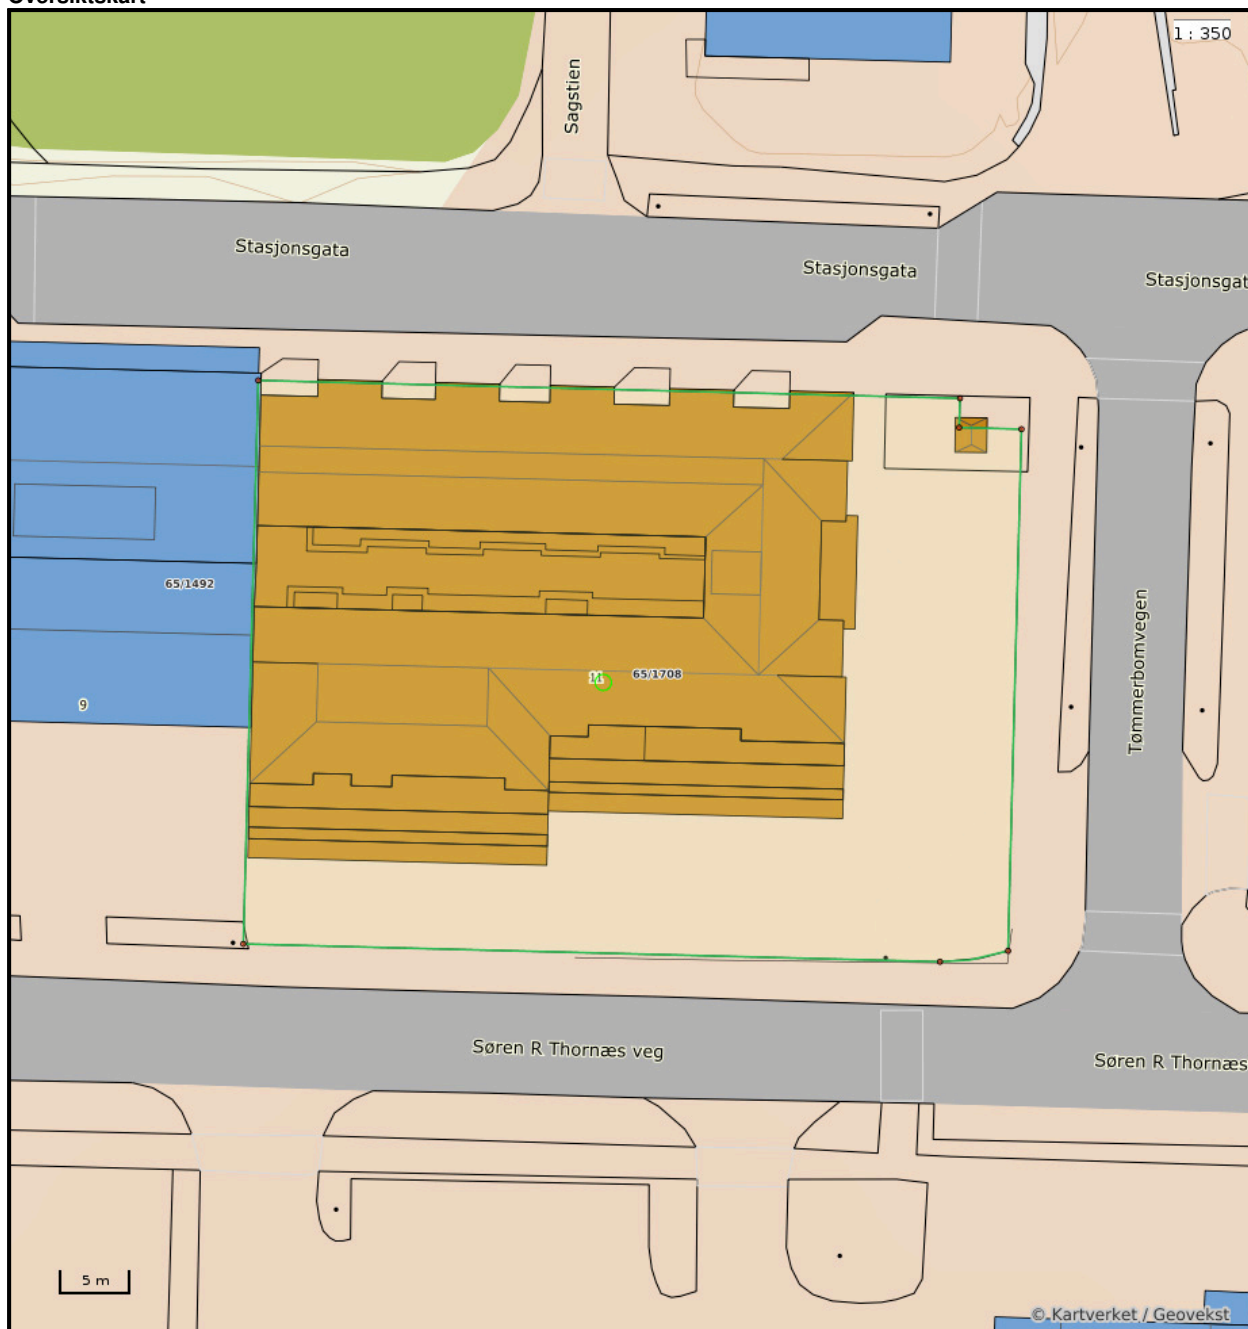 Oversiktskart
1 : 350
Sagstien
Stasjonsgata
Stasjonsgata
Stasjonsgat
65/1492
11
65/1708
9
Tømmerbomvegen
Søren R Thornæs veg
Søren R Thornæs
5 m
© Kartverket / Geovekst